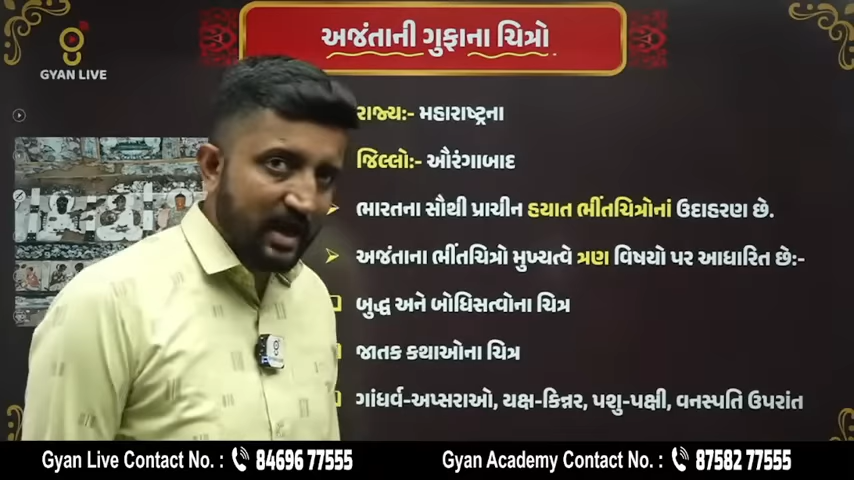 અજંતાની ગુફાના ચિત્રો
GYAN LIVE
રાજ્ય:- મહારાષ્ટ્રના
જિલ્લો:- ઔરંગાબાદ
ભારતના સૌથી પ્રાચીન હયાત ભીંતચિત્રોનાં ઉદાહરણ છે.
અજંતાના ભીંતચિત્રો મુખ્યત્વે ત્રણ વિષયો પર આધારિત છે:-
બુદ્ધ અને બોધિસત્વોના ચિત્ર
જાતક કથાઓના ચિત્ર
ગાંધર્વ-અપ્સરાઓ, યક્ષ-કિન્નર, પશુ-પક્ષી, વનસ્પતિ ઉપરાંત
Gyan Live Contact No. : 84696 77555
Gyan Academy Contact No. : 87582 77555